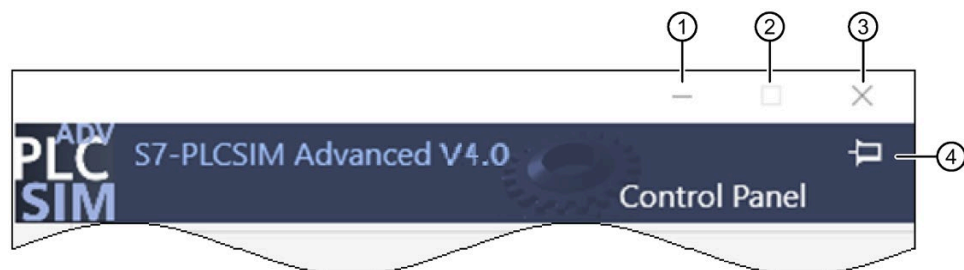 ① ② ③
ADV
PLC
SIM
S7-PLCSIM Advanced V4.0
④
Control Panel